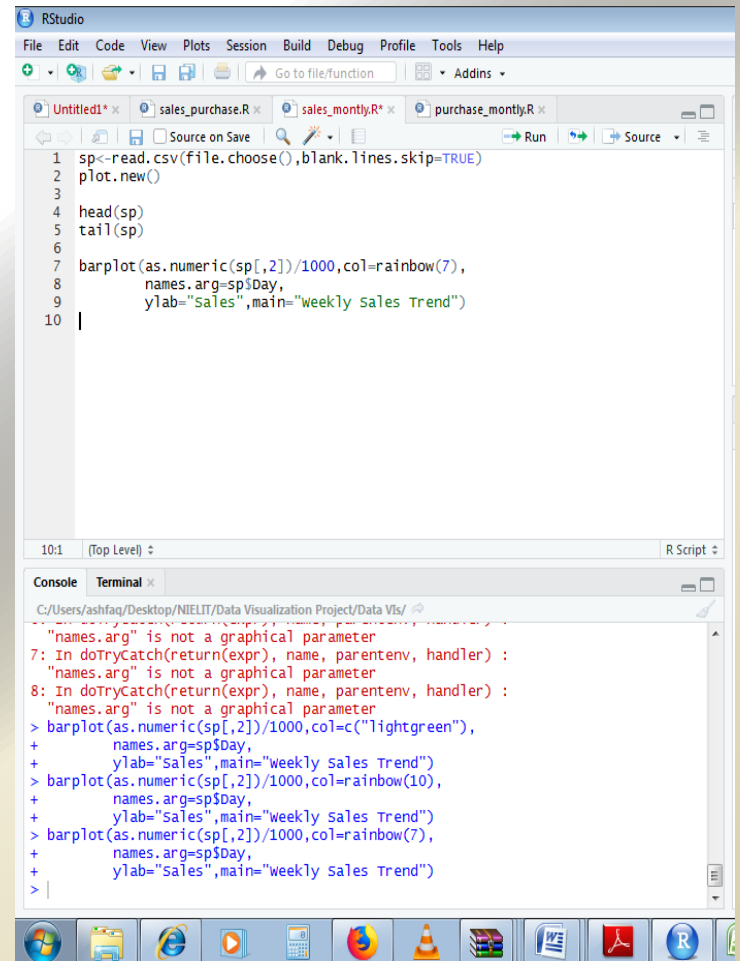 RStudio
File Edit Code View Plots Session Build Debug Profile Tools Help
Go to file/function Addins
Untitled1* sales_purchase.R sales_montly.R* purchase_montly.R
Source on Save Run Source
1 sp<-read.csv(file.choose(),blank.lines.skip=TRUE)
2 plot.new()
3
4 head(sp)
5 tail(sp)
6
7 barplot(as.numeric(sp[,2])/1000,col=rainbow(7),
8 names.arg=sp$Day,
9 ylab="Sales",main="Weekly Sales Trend")
10
10:1 (Top Level) R Script
Console Terminal
C:/Users/ashfaq/Desktop/NIELIT/Data Visualization Project/Data VIs/
"names.arg" is not a graphical parameter
7: In doTryCatch(return(expr), name, parentenv, handler) :
"names.arg" is not a graphical parameter
8: In doTryCatch(return(expr), name, parentenv, handler) :
"names.arg" is not a graphical parameter
> barplot(as.numeric(sp[,2])/1000,col=c("lightgreen"),
+ names.arg=sp$Day,
+ ylab="Sales",main="Weekly Sales Trend")
> barplot(as.numeric(sp[,2])/1000,col=rainbow(10),
+ names.arg=sp$Day,
+ ylab="Sales",main="Weekly Sales Trend")
> barplot(as.numeric(sp[,2])/1000,col=rainbow(7),
+ names.arg=sp$Day,
+ ylab="Sales",main="Weekly Sales Trend")
>